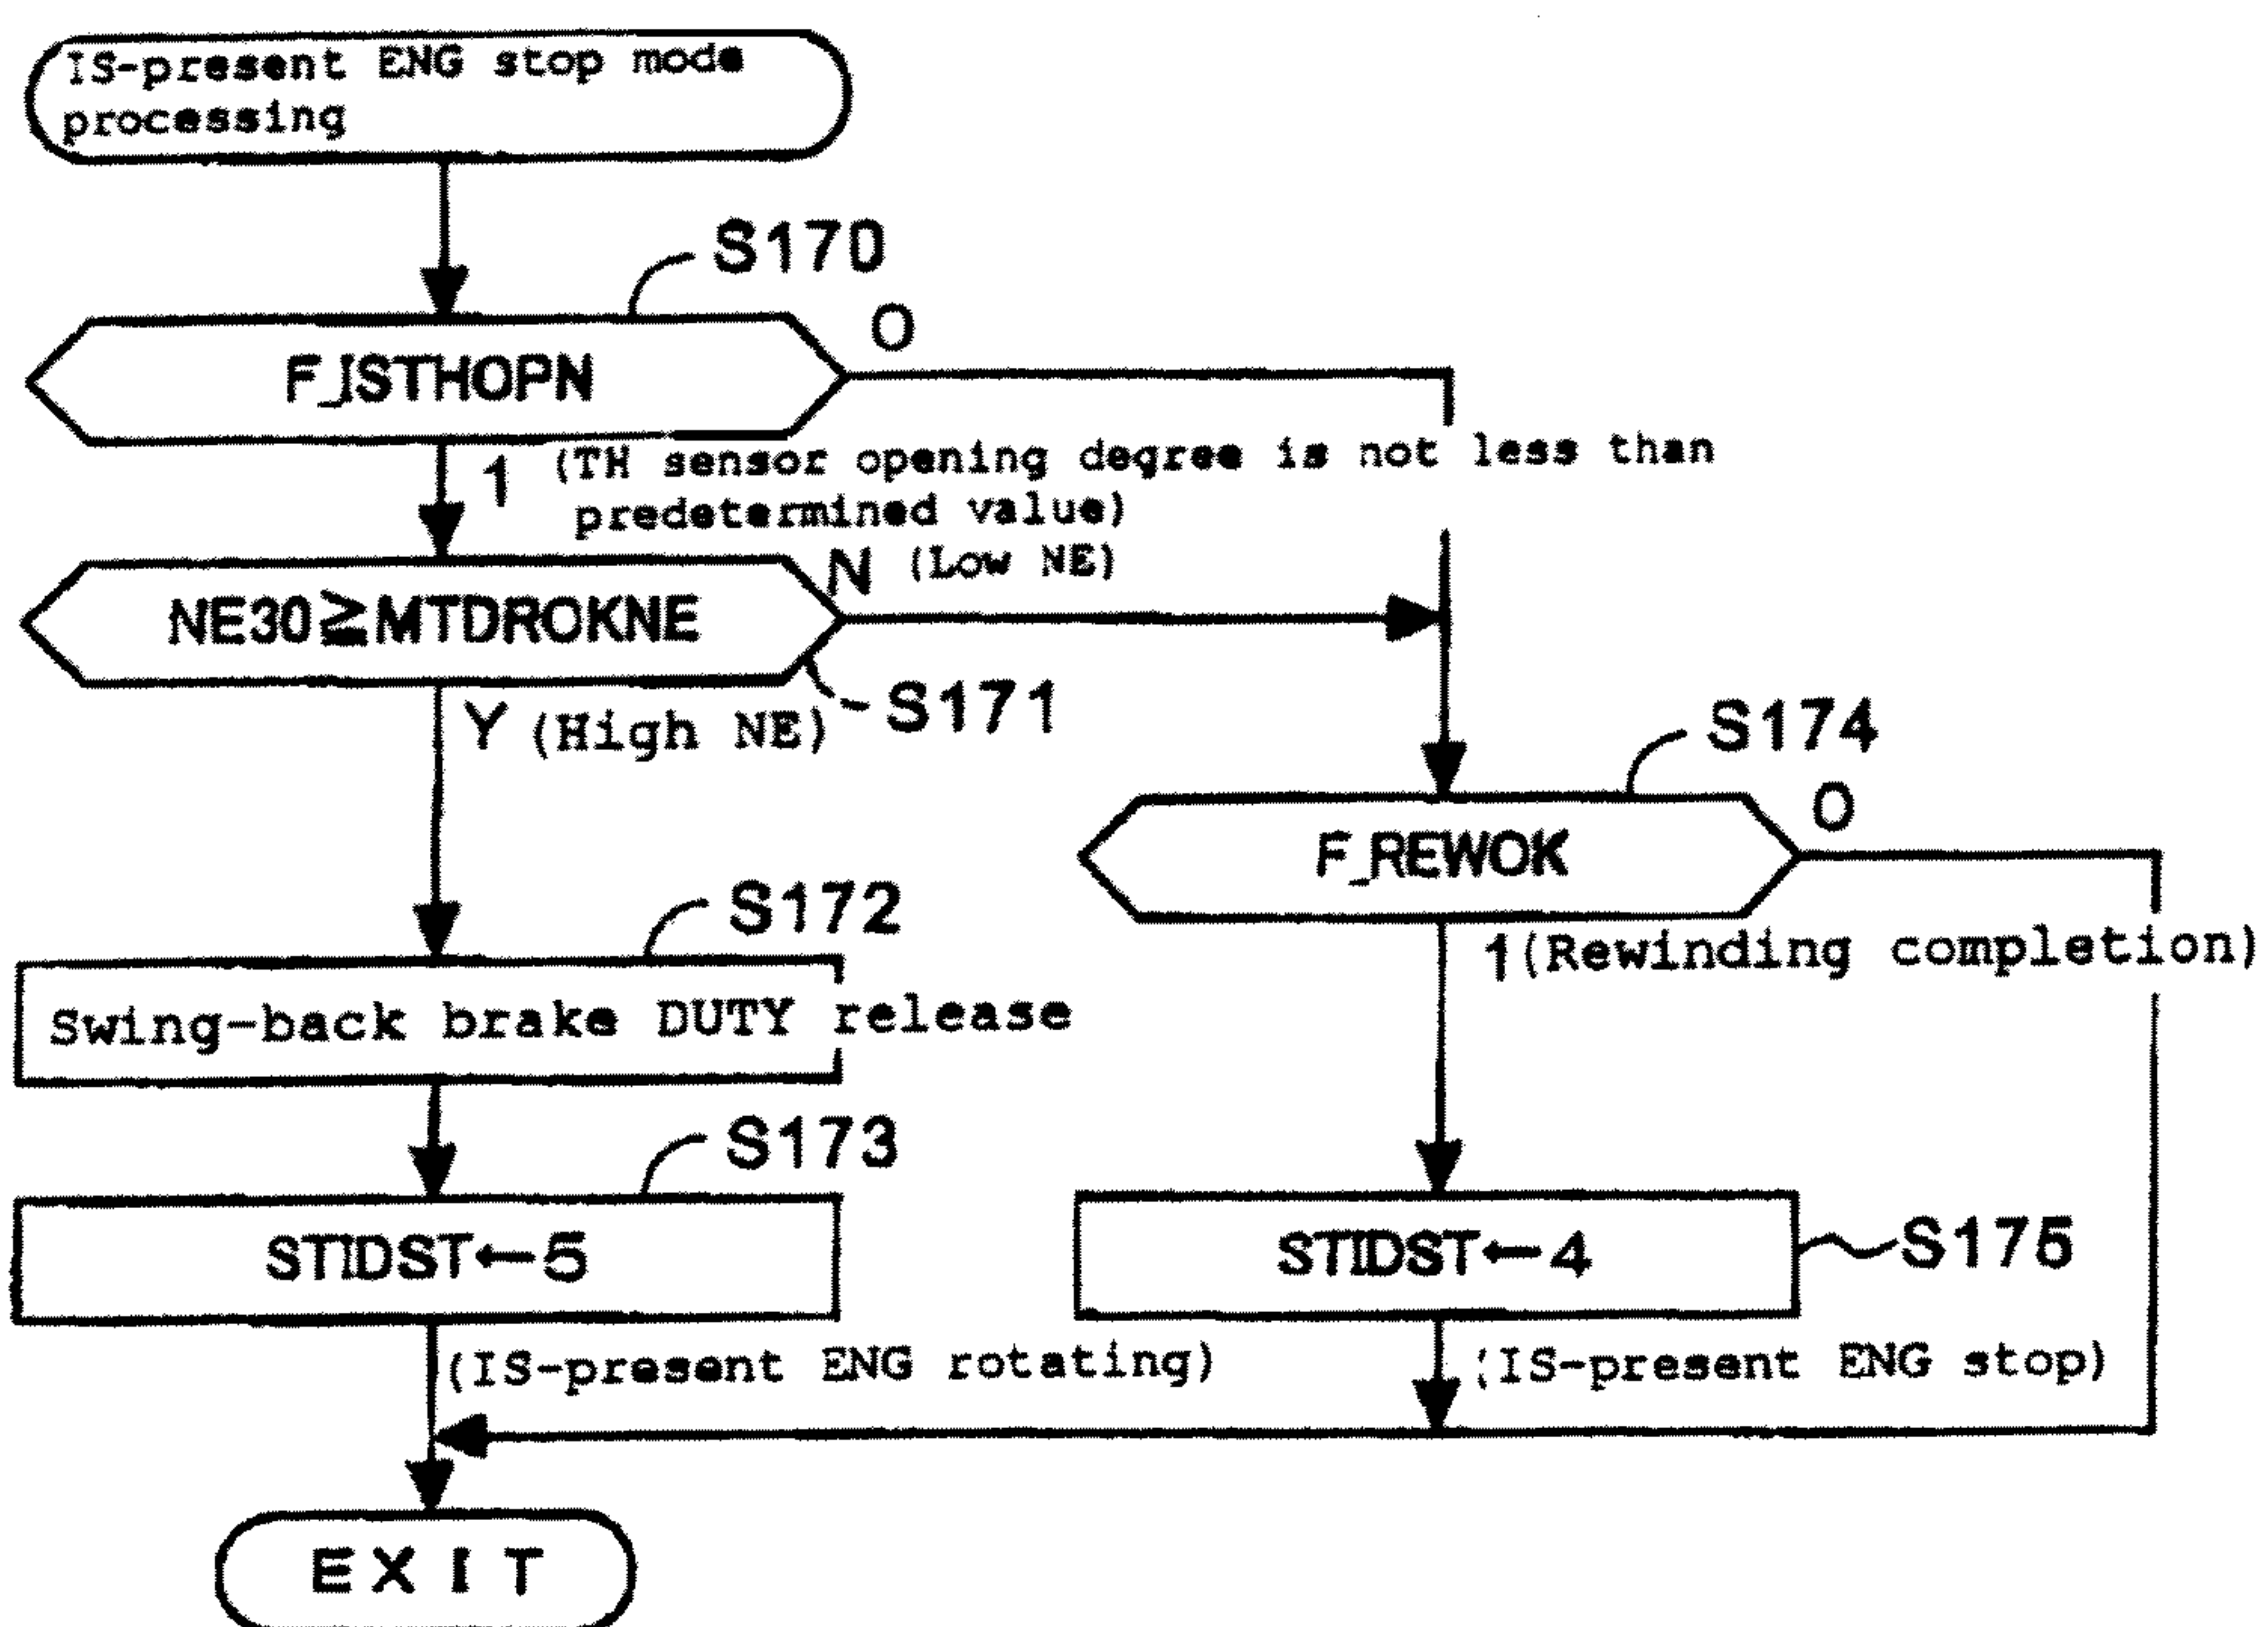 IS-present ENG stop mode
processing
S170
0
F_ISTHOPN
1
(TH sensor opening degree is not less than
predetermined value)
N (Low NE)
NE30≧MTDROKNE
S171
Y (High NE)
S174
0
F_REWOK
1(Rewinding completion)
S172
Swing-back brake DUTY release
S173
STIDST←5
STIDST←4
S175
(IS-present ENG rotating)
(IS-present ENG stop)
EXIT